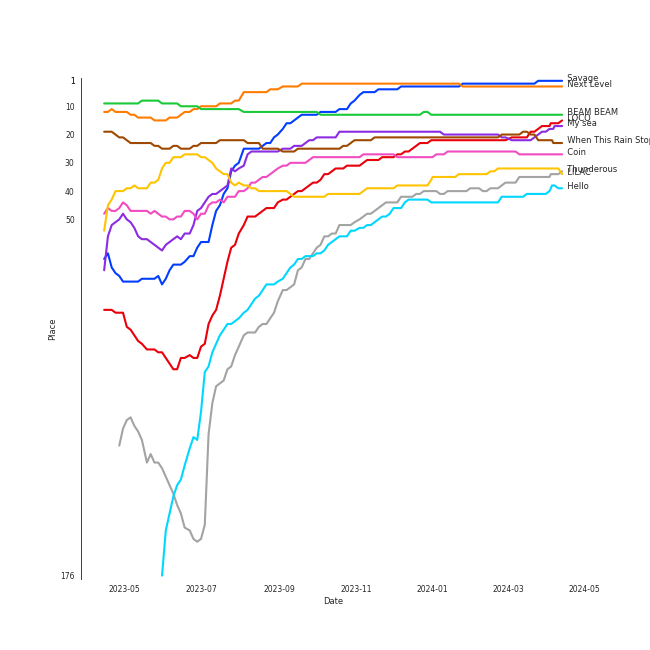 1
10
20
30
40
50
176
Place
2023-05
2023-07
2023-09
2023-11
2024-01
2024-03
2024-05
Date
Savage
Next Level
BEAM BEAM
LOCO
My sea
When This Rain Stop
Coin
Thunderous
LILAC
Hello